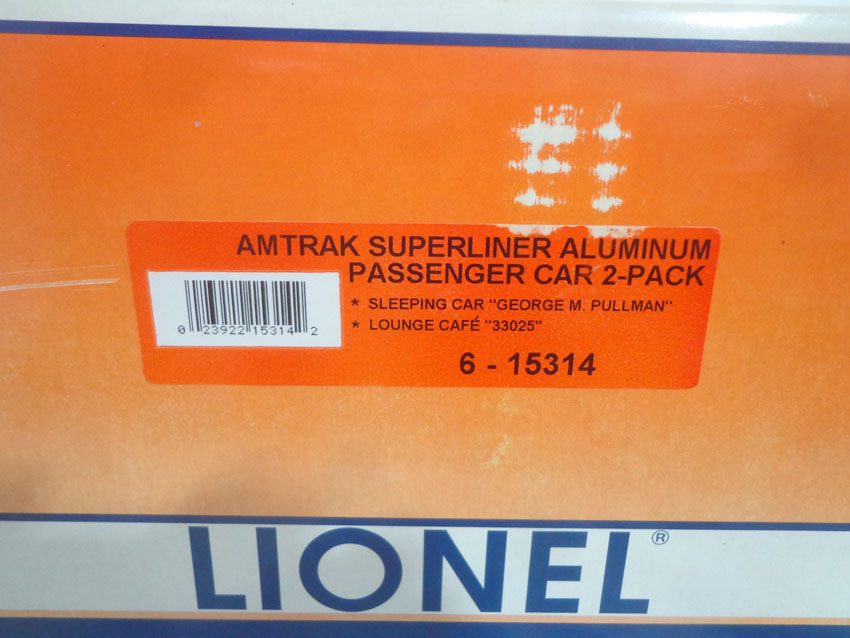 AMTRAK SUPERLINER ALUMINUM
PASSENGER CAR 2-PACK
* SLEEPING CAR "GEORGE M. PULLMAN"
* LOUNGE CAFÉ "33025"
0 23922 15314 2
6 - 15314
LIONEL®